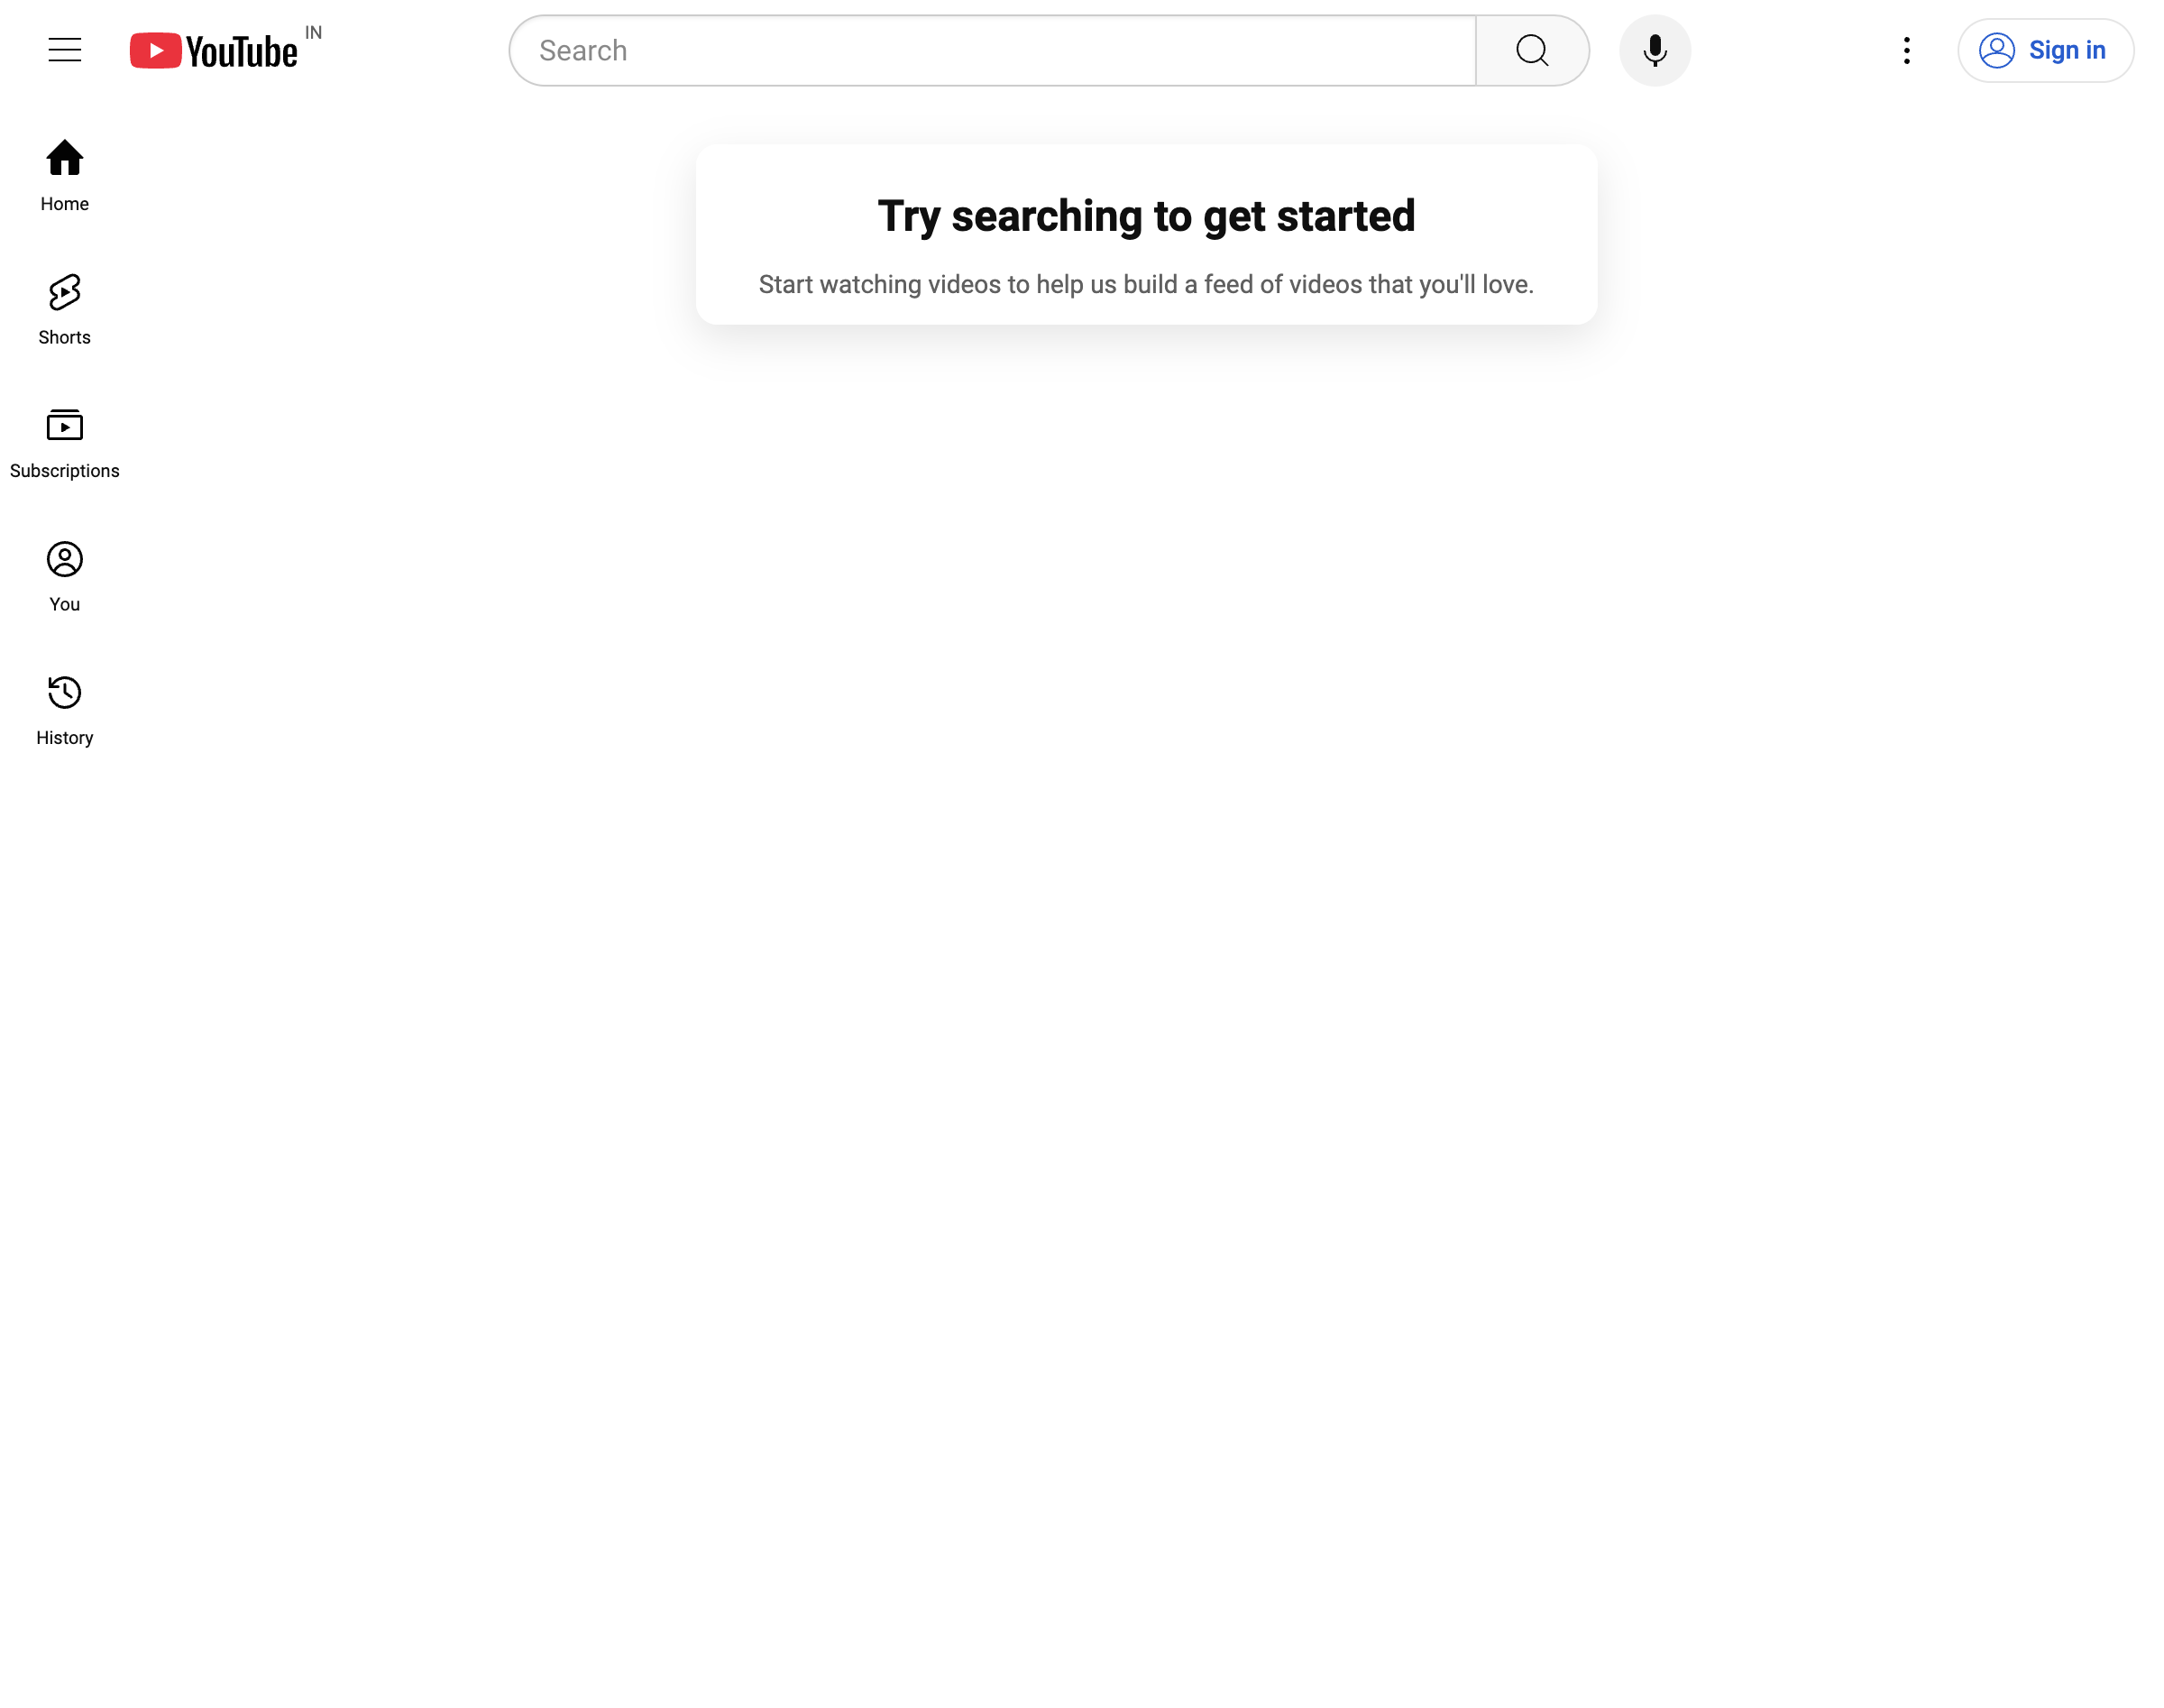 YouTube IN
Search
Sign in
Home
Shorts
Subscriptions
You
History
Try searching to get started
Start watching videos to help us build a feed of videos that you'll love.